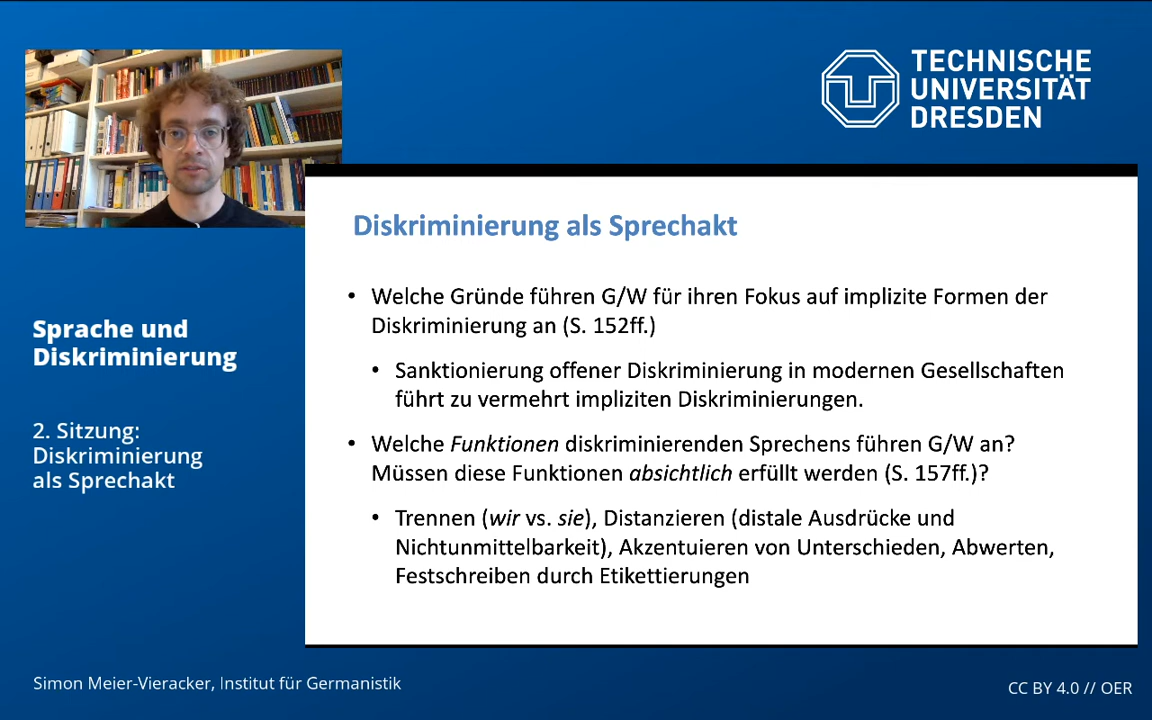 TECHNISCHE
UNIVERSITÄT
DRESDEN
Diskriminierung als Sprechakt
• Welche Gründe führen G/W für ihren Fokus auf implizite Formen der
Diskriminierung an (S. 152ff.)
• Sanktionierung offener Diskriminierung in modernen Gesellschaften
führt zu vermehrt impliziten Diskriminierungen.
• Welche Funktionen diskriminierenden Sprechens führen G/W an?
Müssen diese Funktionen absichtlich erfüllt werden (S. 157ff.)?
• Trennen (wir vs. sie), Distanzieren (distale Ausdrücke und
Nichtunmittelbarkeit), Akzentuieren von Unterschieden, Abwerten,
Festschreiben durch Etikettierungen
Sprache und
Diskriminierung
2. Sitzung:
Diskriminierung
als Sprechakt
Simon Meier-Vieracker, Institut für Germanistik
CC BY 4.0 // OER